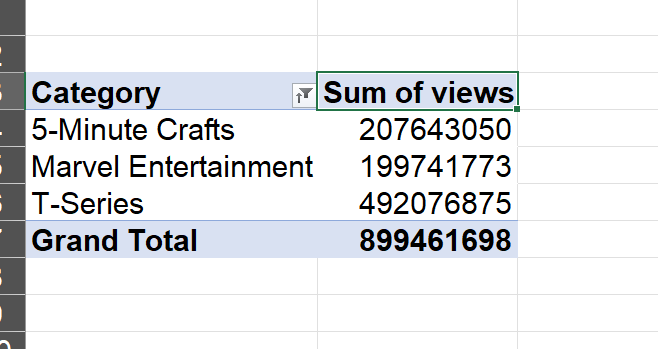 Category Sum of views
5-Minute Crafts 207643050
Marvel Entertainment 199741773
T-Series 492076875
Grand Total 899461698